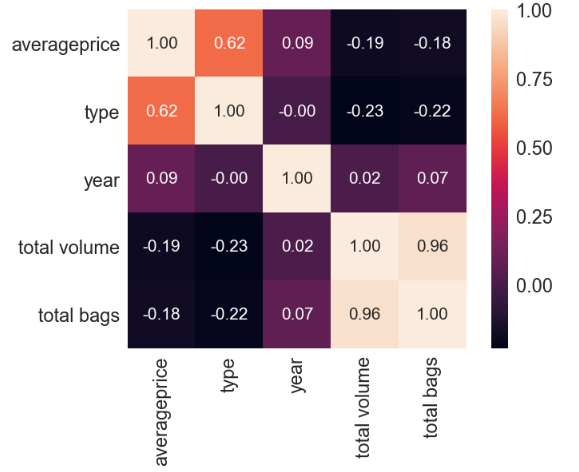 averageprice 1.00 0.62 0.09 -0.19 -0.18
type 0.62 1.00 -0.00 -0.23 -0.22
year 0.09 -0.00 1.00 0.02 0.07
total volume -0.19 -0.23 0.02 1.00 0.96
total bags -0.18 -0.22 0.07 0.96 1.00
averageprice type year total volume total bags
1.00
0.75
0.50
0.25
0.00